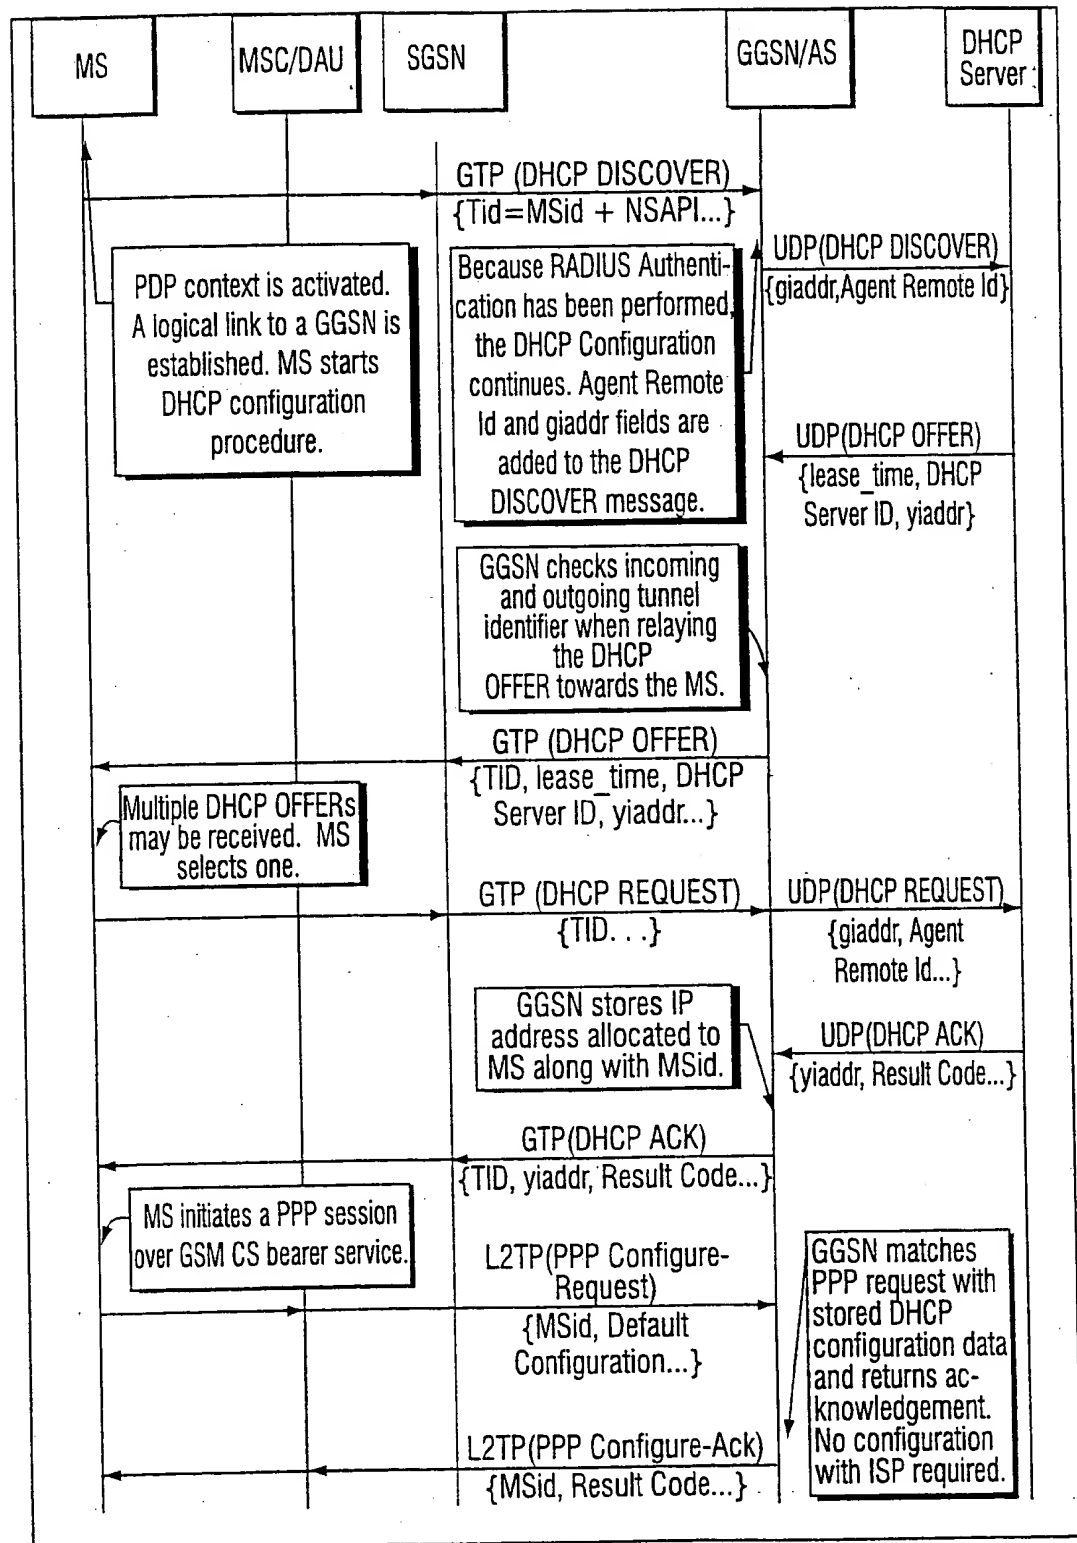 MS
MSC/DAU
SGSN
GGSN/AS
DHCP
Server
GTP (DHCP DISCOVER)
{Tid=MSid + NSAPI...}
PDP context is activated.
A logical link to a GGSN is
established. MS starts
DHCP configuration
procedure.
Because RADIUS Authenti-
cation has been performed,
the DHCP Configuration
continues. Agent Remote
Id and giaddr fields are
added to the DHCP
DISCOVER message.
UDP(DHCP DISCOVER)
{giaddr,Agent Remote Id}
UDP(DHCP OFFER)
{lease_time, DHCP
Server ID, yiaddr}
GGSN checks incoming
and outgoing tunnel
identifier when relaying
the DHCP
OFFER towards the MS.
GTP (DHCP OFFER)
{TID, lease_time, DHCP
Server ID, yiaddr...}
Multiple DHCP OFFERs
may be received. MS
selects one.
GTP (DHCP REQUEST)
{TID. . .}
UDP(DHCP REQUEST)
{giaddr, Agent
Remote Id...}
GGSN stores IP
address allocated to
MS along with MSid.
UDP(DHCP ACK)
{yiaddr, Result Code...}
GTP(DHCP ACK)
{TID, yiaddr, Result Code...}
MS initiates a PPP session
over GSM CS bearer service.
L2TP(PPP Configure-
Request)
{MSid, Default
Configuration...}
GGSN matches
PPP request with
stored DHCP
configuration data
and returns ac-
knowledgement.
No configuration
with ISP required.
L2TP(PPP Configure-Ack)
{MSid, Result Code...}